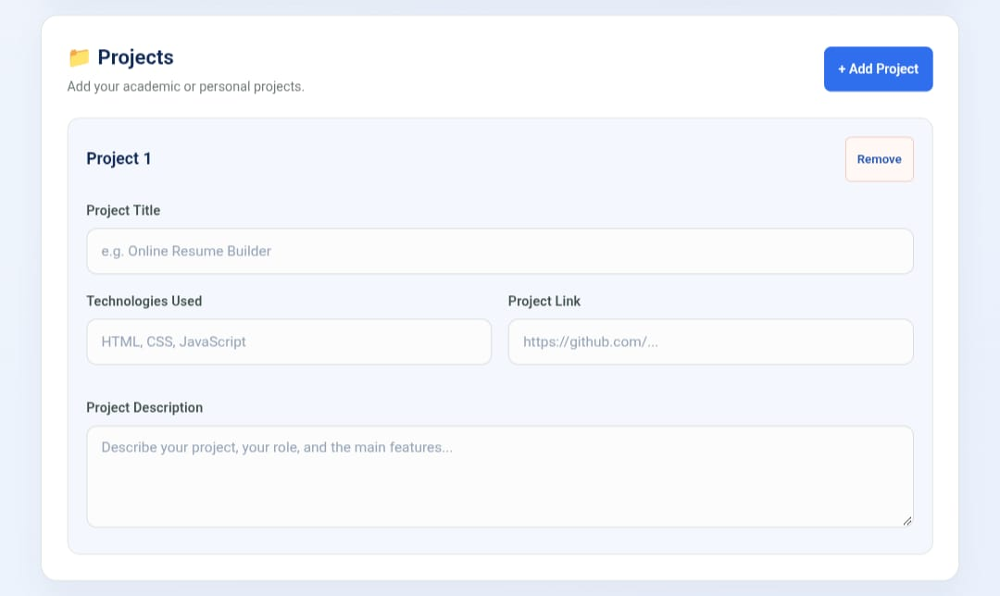 📁 Projects
+ Add Project
Add your academic or personal projects.
Project 1
Remove
Project Title
e.g. Online Resume Builder
Technologies Used
Project Link
HTML, CSS, JavaScript
https://github.com/...
Project Description
Describe your project, your role, and the main features...